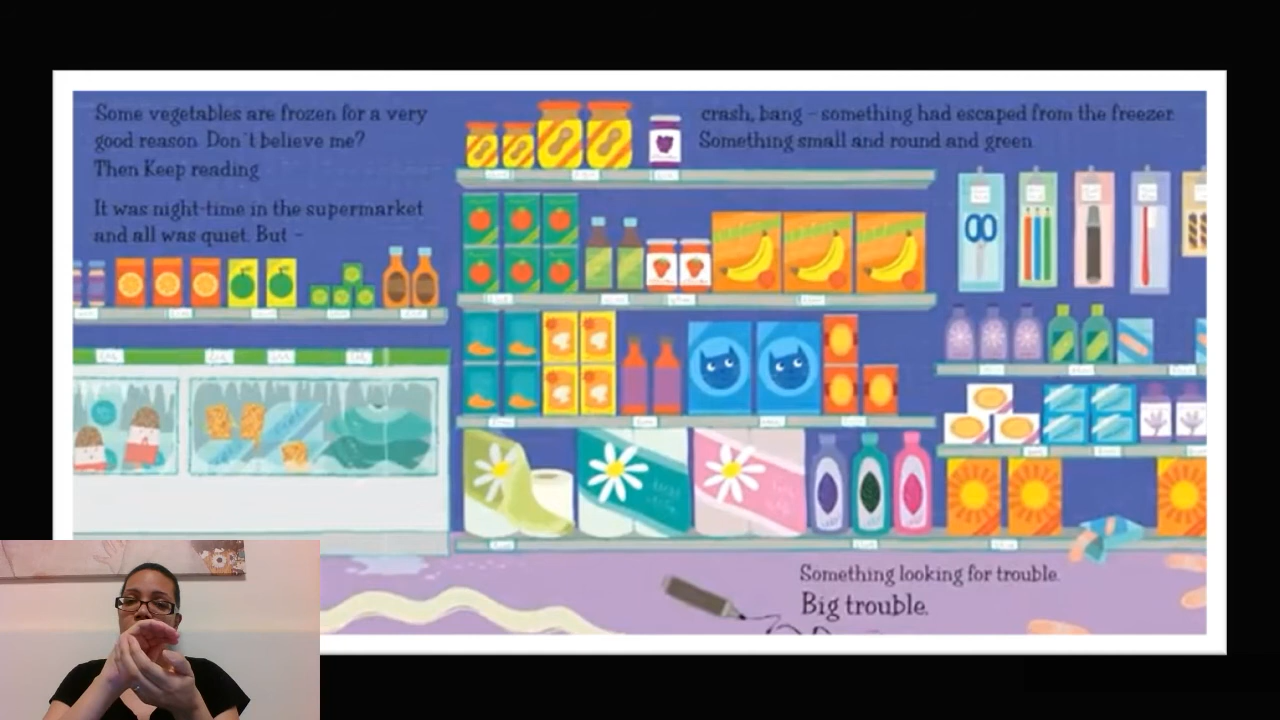 Some vegetables are frozen for a very
good reason. Don't believe me?
Then Keep reading
It was night-time in the supermarket
and all was quiet. But –
crash, bang – something had escaped from the freezer.
Something small and round and green.
Something looking for trouble.
Big trouble.